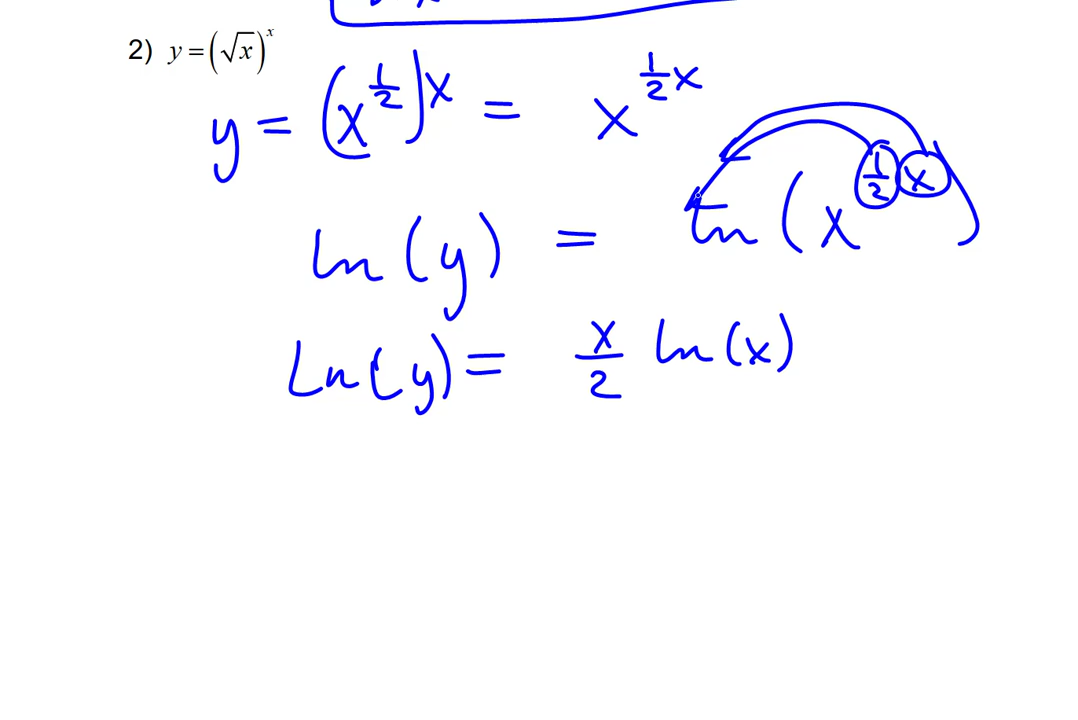 2) y = (√x)^x
y = (x^{1/2})^x = x^{1/2 x}
ln (y) = ln (x^{1/2 x})
Ln (y) = x/2 ln (x)